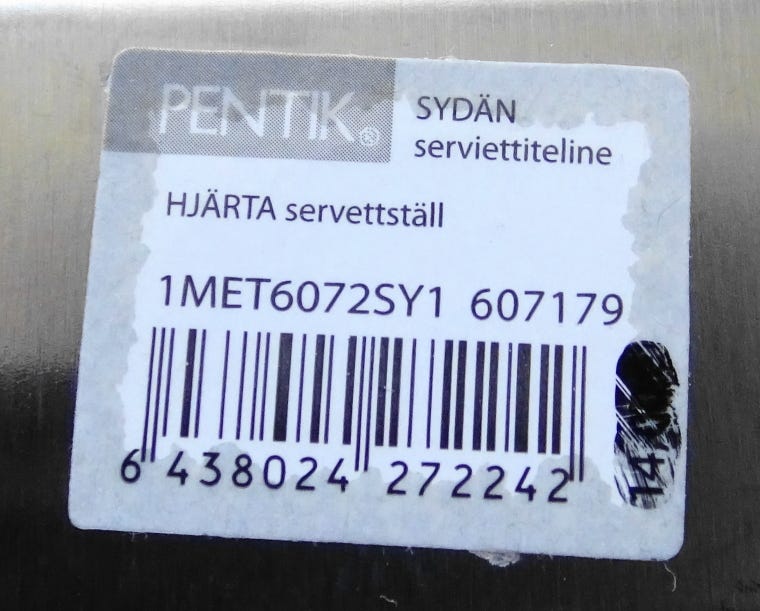 PENTIK®
SYDÄN
serviettiteline
HJÄRTA servettställ
1MET6072SY1 607179
6 438024 272242